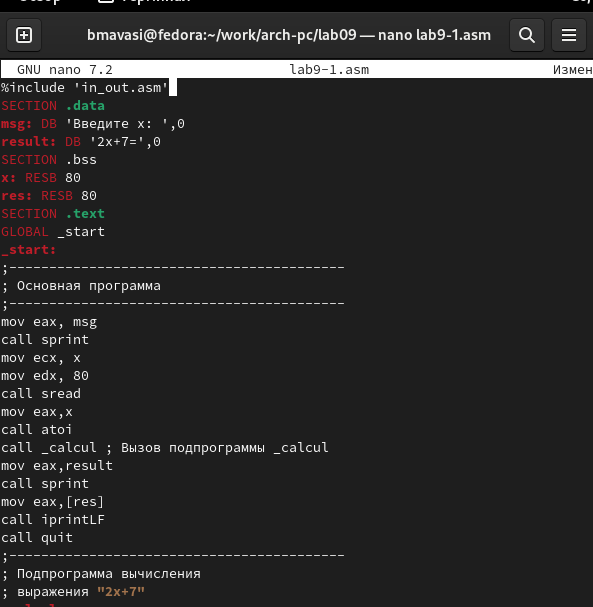 bmavasi@fedora:~/work/arch-pc/lab09 — nano lab9-1.asm
GNU nano 7.2 lab9-1.asm Измен
%include 'in_out.asm'
SECTION .data
msg: DB 'Введите x: ',0
result: DB '2x+7=',0
SECTION .bss
x: RESB 80
res: RESB 80
SECTION .text
GLOBAL _start
_start:
;------------------------------------------
; Основная программа
;------------------------------------------
mov eax, msg
call sprint
mov ecx, x
mov edx, 80
call sread
mov eax,x
call atoi
call _calcul ; Вызов подпрограммы _calcul
mov eax,result
call sprint
mov eax,[res]
call iprintLF
call quit
;------------------------------------------
; Подпрограмма вычисления
; выражения "2x+7"